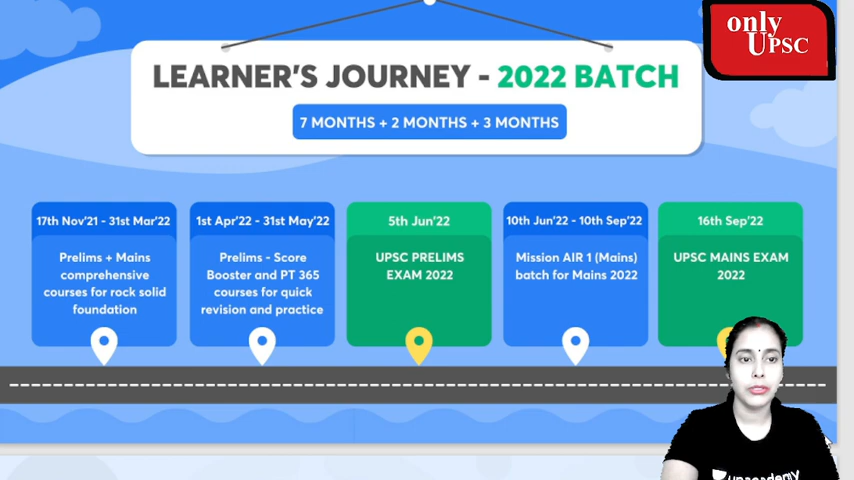 only
UPSC
LEARNER'S JOURNEY - 2022 BATCH
7 MONTHS + 2 MONTHS + 3 MONTHS
17th Nov'21 - 31st Mar'22
Prelims + Mains
comprehensive
courses for rock solid
foundation
1st Apr'22 - 31st May'22
Prelims - Score
Booster and PT 365
courses for quick
revision and practice
5th Jun'22
UPSC PRELIMS
EXAM 2022
10th Jun'22 - 10th Sep'22
Mission AIR 1 (Mains)
batch for Mains 2022
16th Sep'22
UPSC MAINS EXAM
2022
unacademy